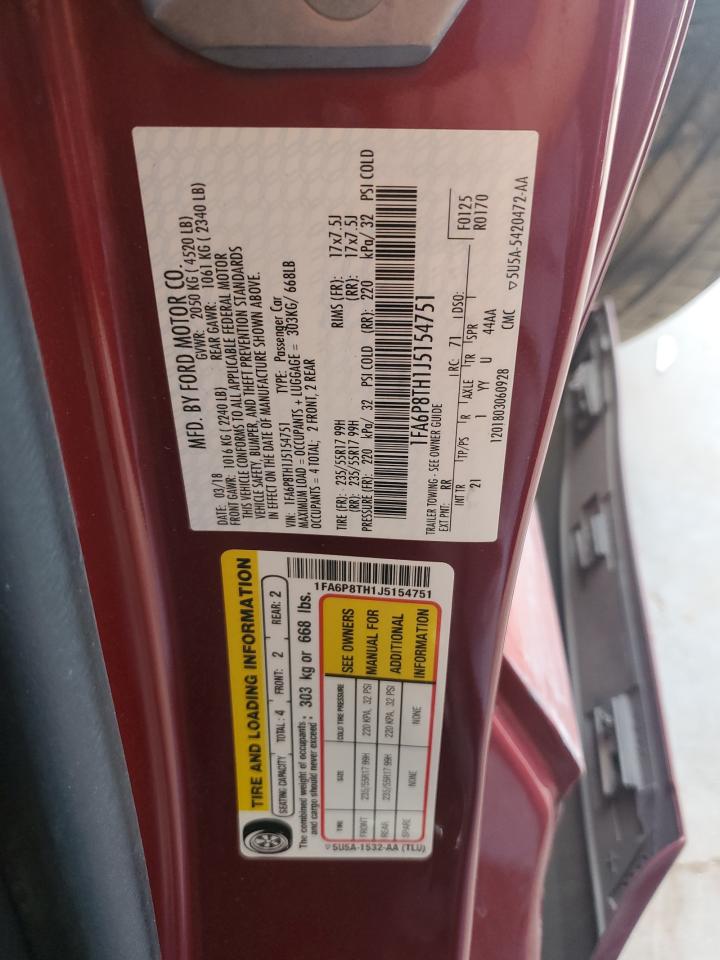 MFD. BY FORD MOTOR CO.
DATE: 03/18 GVWR: 2050 KG ( 4520 LB)
FRONT GAWR: 1016 KG ( 2240 LB) REAR GAWR: 1061 KG ( 2340 LB)
THIS VEHICLE CONFORMS TO ALL APPLICABLE FEDERAL MOTOR
VEHICLE SAFETY, BUMPER, AND THEFT PREVENTION STANDARDS
IN EFFECT ON THE DATE OF MANUFACTURE SHOWN ABOVE.
VIN: 1FA6P8TH1J5154751 TYPE: Passenger Car
MAXIMUM LOAD = OCCUPANTS + LUGGAGE = 303KG/ 668LB
OCCUPANTS = 4 TOTAL; 2 FRONT, 2 REAR
TIRE (FR): 235/55R17 99H RIMS (FR): 17x7.5J
(RR): 235/55R17 99H (RR): 17x7.5J
PRESSURE (FR): 220 kPa/ 32 PSI COLD (RR): 220 kPa/ 32 PSI COLD
1FA6P8TH1J5154751
TRAILER TOWING - SEE OWNER GUIDE
F0125
EXT PNT: RR RC: 71 DSO: R0170
INT TR TP/PS R AXLE TR SPR
21 I YY U 44AA
1201803060928 CMC ▽5U5A-5420472-AA
TIRE AND LOADING INFORMATION
SEATING CAPACITY TOTAL : 4 FRONT: 2 REAR: 2
The combined weight of occupants and cargo should never exceed : 303 kg or 668 lbs.
1FA6P8TH1J5154751
TIRE SIZE COLD TIRE PRESSURE SEE OWNERS
FRONT 235/55R17 99H 220 KPA, 32 PSI MANUAL FOR
REAR 235/55R17 99H 220 KPA, 32 PSI ADDITIONAL
SPARE NONE NONE INFORMATION
▽5U5A-1532-AA (TLU)